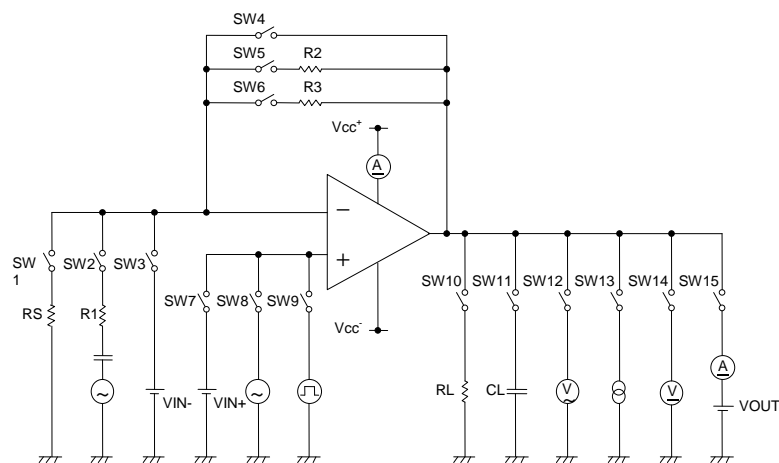 SW4
SW5 R2
SW6 R3
Vcc+
A
−
+
SW
1
SW2
SW3
SW7
SW8
SW9
SW10
SW11
SW12
SW13
SW14
SW15
Vcc-
RS
R1
VIN-
VIN+
RL
CL
V
V
A
VOUT